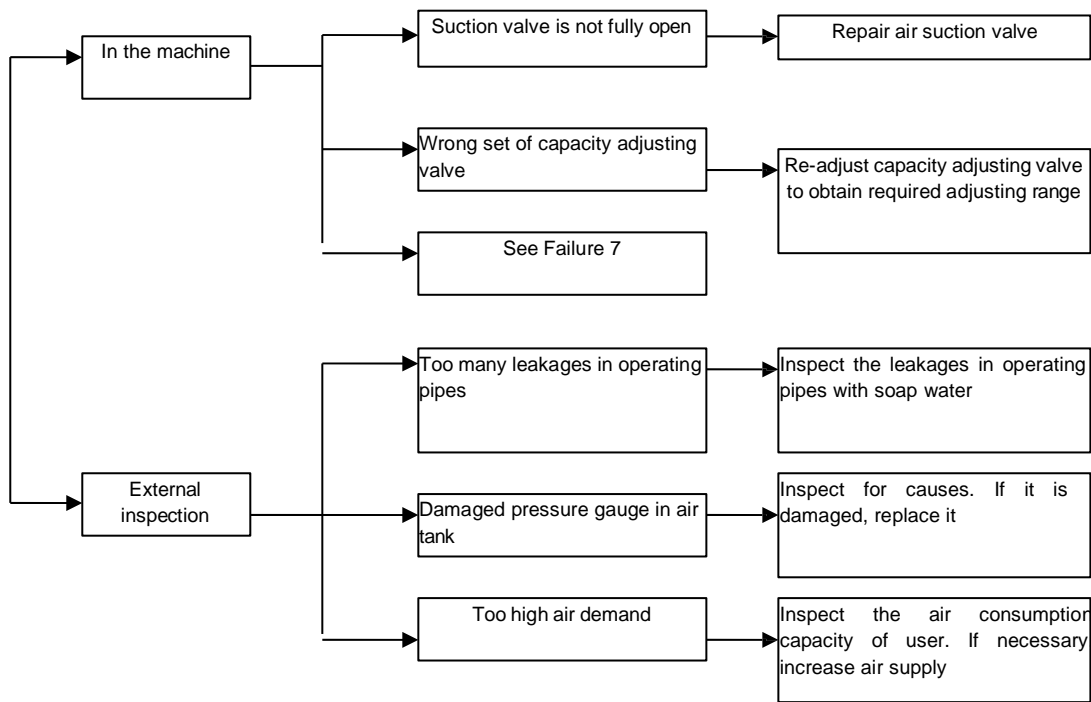 In the machine
Suction valve is not fully open
Repair air suction valve
Wrong set of capacity adjusting
valve
Re-adjust capacity adjusting valve
to obtain required adjusting range
See Failure 7
Too many leakages in operating
pipes
Inspect the leakages in operating
pipes with soap water
External
inspection
Damaged pressure gauge in air
tank
Inspect for causes. If it is
damaged, replace it
Too high air demand
Inspect the air consumption
capacity of user. If necessary
increase air supply